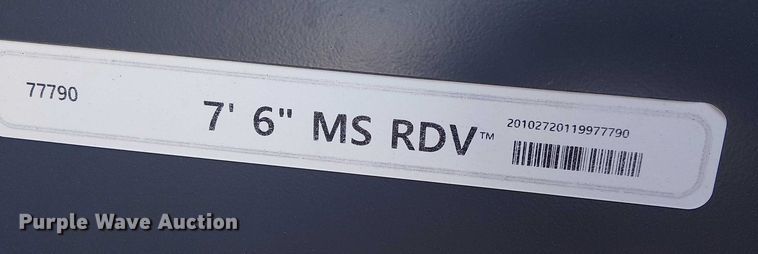 77790
7' 6" MS RDV™
20102720119977790
Purple Wave Auction